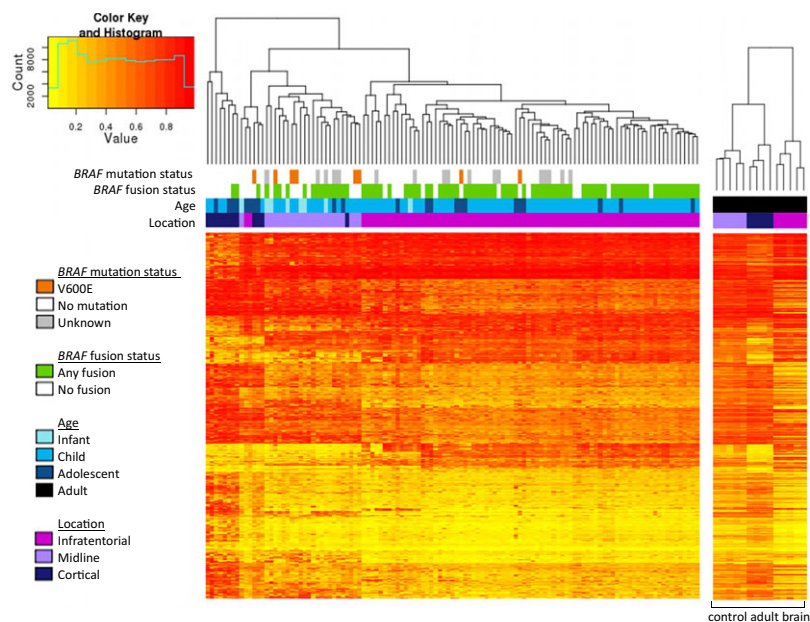 Color Key
and Histogram
Count
2000
8000
0.2 0.4 0.6 0.8
Value
BRAF mutation status
BRAF fusion status
Age
Location
BRAF mutation status
V600E
No mutation
Unknown
BRAF fusion status
Any fusion
No fusion
Age
Infant
Child
Adolescent
Adult
Location
Infratentorial
Midline
Cortical
control adult brain